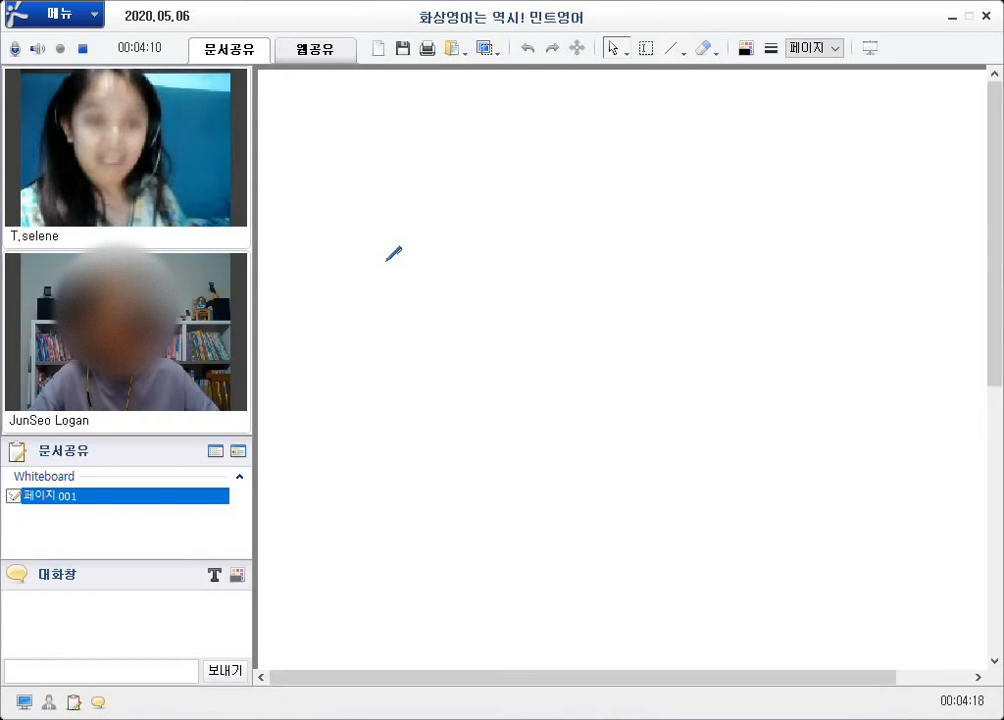 메뉴
2020.05.06
화상영어는 역시! 민트영어
00:04:10
문서공유
웹공유
페이지
T.selene
JunSeo Logan
문서공유
Whiteboard
페이지 001
대화창
T
보내기
00:04:18